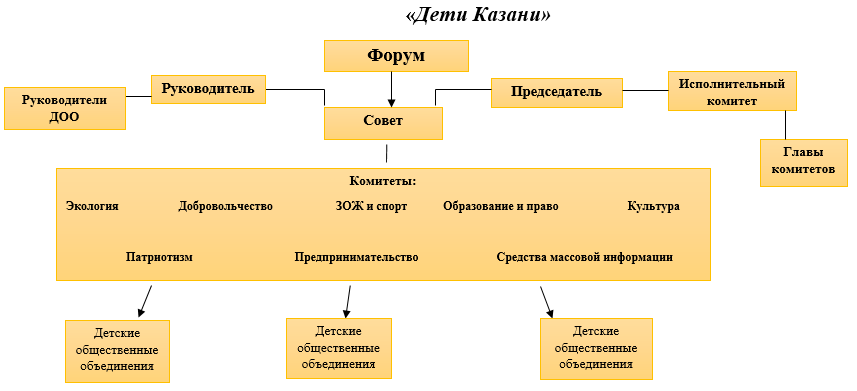 «Дети Казани»
Форум
Руководители
ДОО
Руководитель
Совет
Председатель
Исполнительный
комитет
Главы
комитетов
Комитеты:
Экология Добровольчество ЗОЖ и спорт Образование и право Культура
Патриотизм Предпринимательство Средства массовой информации
Детские
общественные
объединения
Детские
общественные
объединения
Детские
общественные
объединения